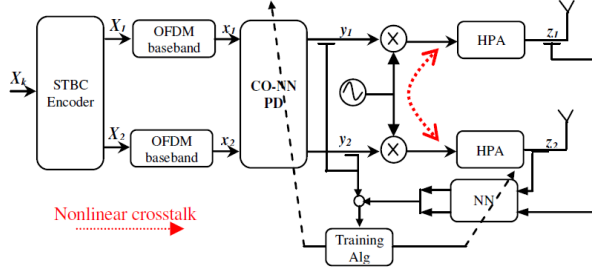 X1
OFDM
baseband
x1
y1
HPA
z1
Xk
STBC
Encoder
CO-NN
PD
X2
OFDM
baseband
x2
y2
HPA
z2
Nonlinear crosstalk
NN
Training
Alg